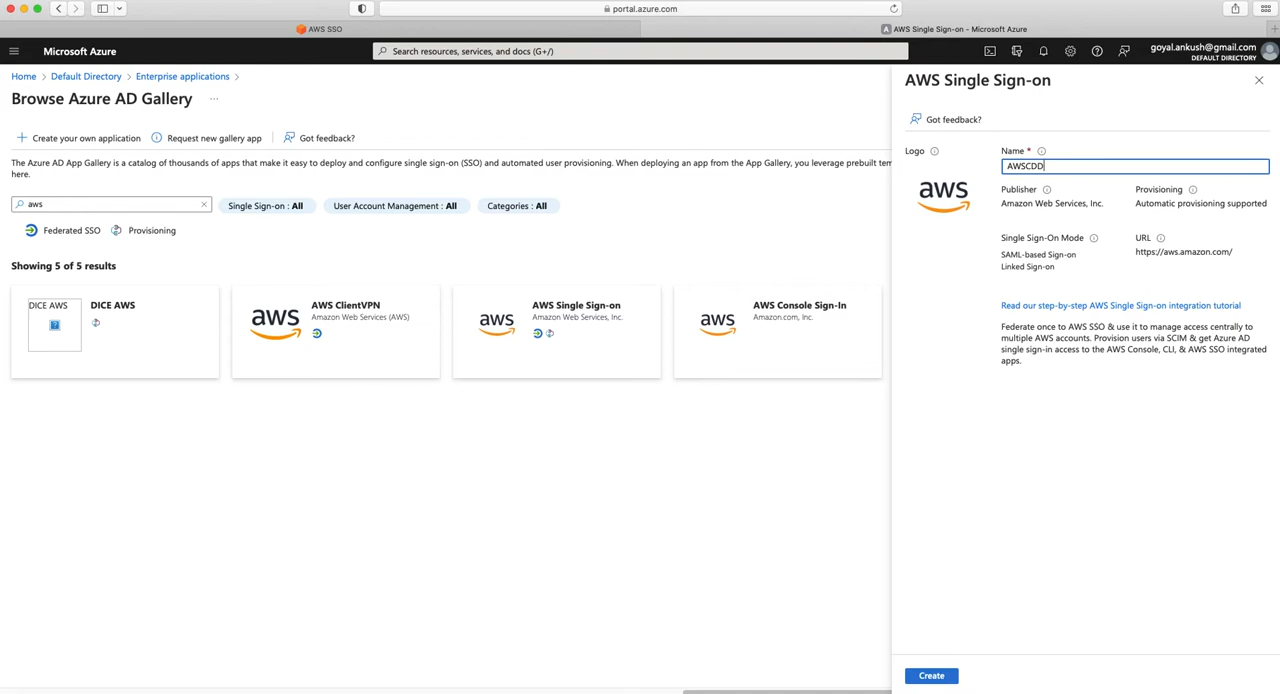 portal.azure.com
AWS SSO
AWS Single Sign-on - Microsoft Azure
Microsoft Azure
Search resources, services, and docs (G+/)
goyal.ankush@gmail.com
DEFAULT DIRECTORY
Home > Default Directory > Enterprise applications >
Browse Azure AD Gallery ...
Create your own application
Request new gallery app
Got feedback?
The Azure AD App Gallery is a catalog of thousands of apps that make it easy to deploy and configure single sign-on (SSO) and automated user provisioning. When deploying an app from the App Gallery, you leverage prebuilt tem
here.
aws
Single Sign-on : All
User Account Management : All
Categories : All
Federated SSO
Provisioning
Showing 5 of 5 results
DICE AWS
DICE AWS
aws
AWS ClientVPN
Amazon Web Services (AWS)
aws
AWS Single Sign-on
Amazon Web Services, Inc.
aws
AWS Console Sign-In
Amazon.com, Inc.
AWS Single Sign-on
Got feedback?
Logo
aws
Name *
AWSCDD
Publisher
Amazon Web Services, Inc.
Provisioning
Automatic provisioning supported
Single Sign-On Mode
SAML-based Sign-on
Linked Sign-on
URL
https://aws.amazon.com/
Read our step-by-step AWS Single Sign-on integration tutorial
Federate once to AWS SSO & use it to manage access centrally to
multiple AWS accounts. Provision users via SCIM & get Azure AD
single sign-in access to the AWS Console, CLI, & AWS SSO integrated
apps.
Create